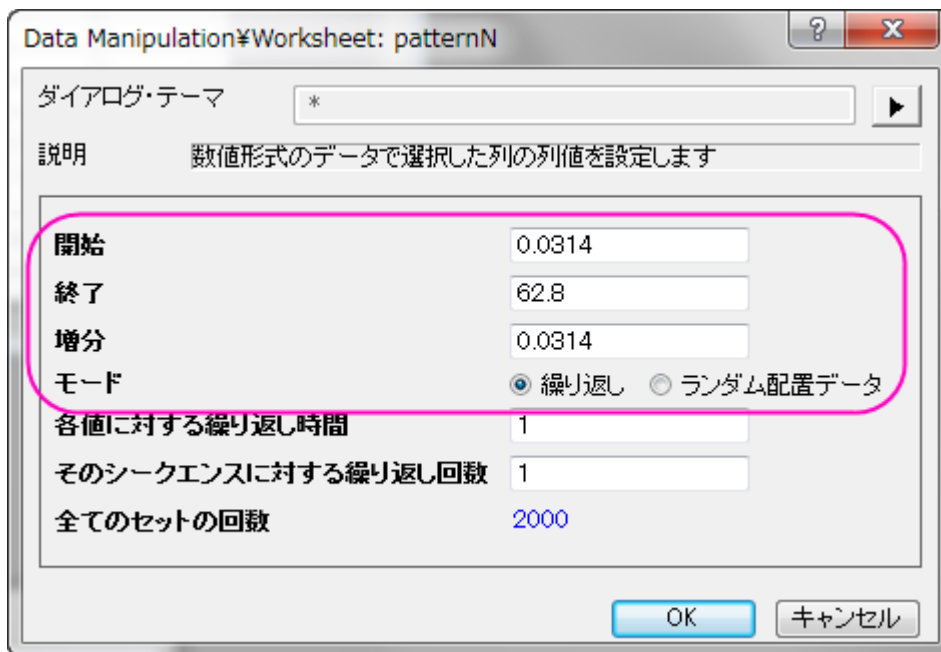 Data Manipulation¥Worksheet: patternN
ダイアログ・テーマ *
説明 数値形式のデータで選択した列の列値を設定します
開始 0.0314
終了 62.8
増分 0.0314
モード 繰り返し ランダム配置データ
各値に対する繰り返し時間 1
そのシークエンスに対する繰り返し回数 1
全てのセットの回数 2000
OK キャンセル